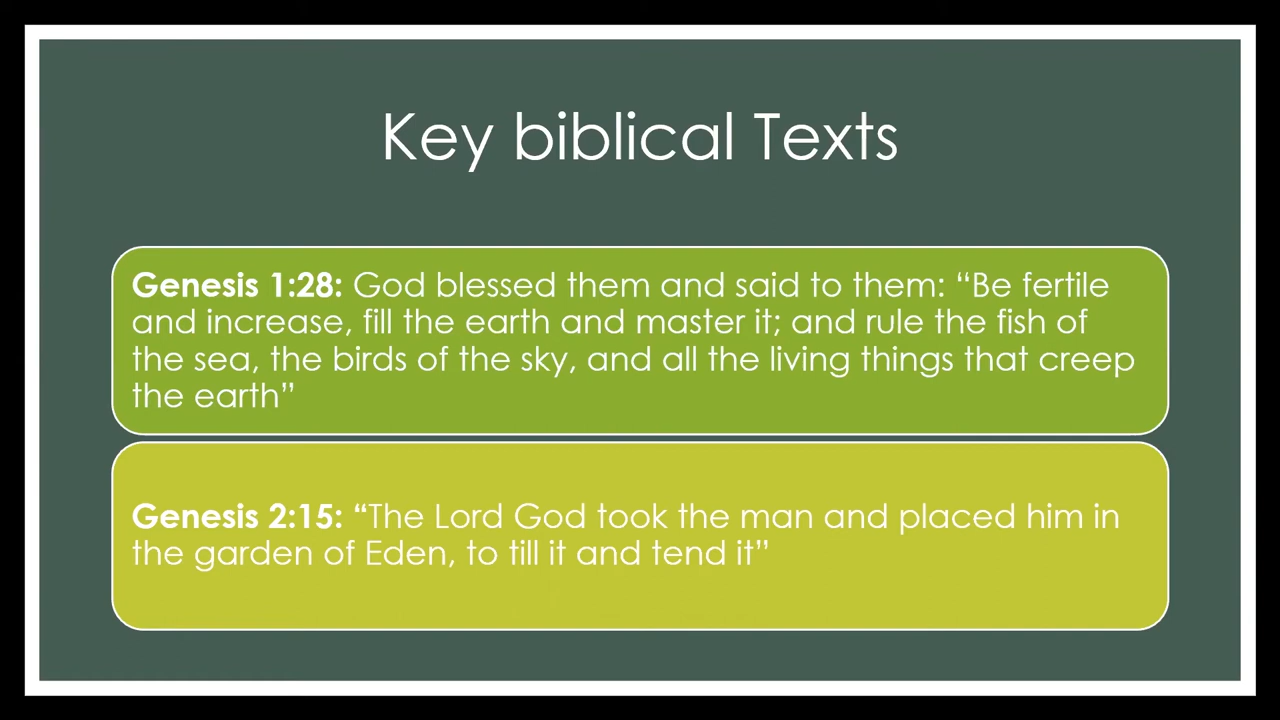 Key biblical Texts
Genesis 1:28: God blessed them and said to them: “Be fertile
and increase, fill the earth and master it; and rule the fish of
the sea, the birds of the sky, and all the living things that creep
the earth”
Genesis 2:15: “The Lord God took the man and placed him in
the garden of Eden, to till it and tend it”